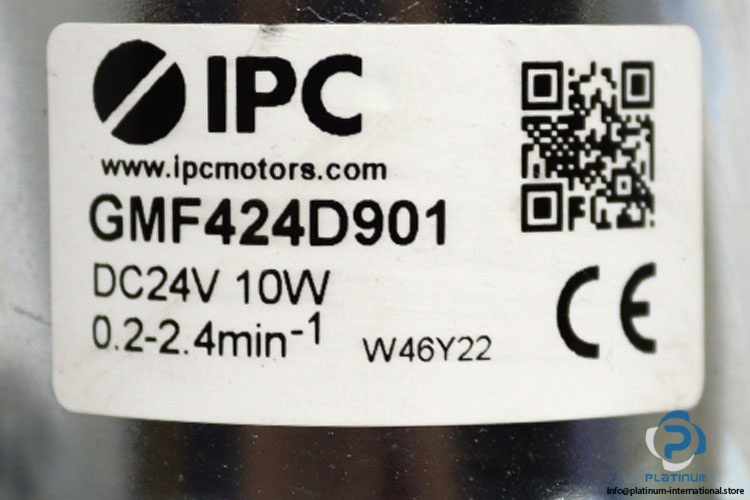 IPC
www.ipcmotors.com
GMF424D901
DC24V 10W
0.2-2.4min-1
W46Y22
CE
PLATINUM
info@platinum-international.store